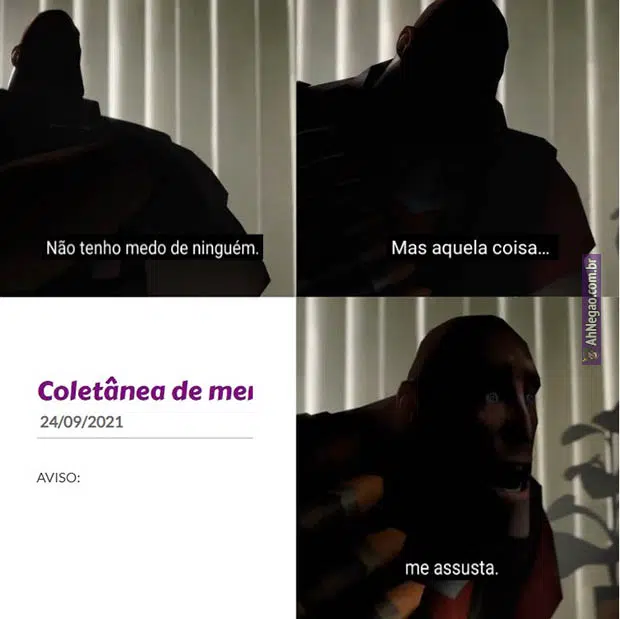 Não tenho medo de ninguém.
Mas aquela coisa...
AhNegao.com.br
Coletânea de mei
24/09/2021
AVISO:
me assusta.